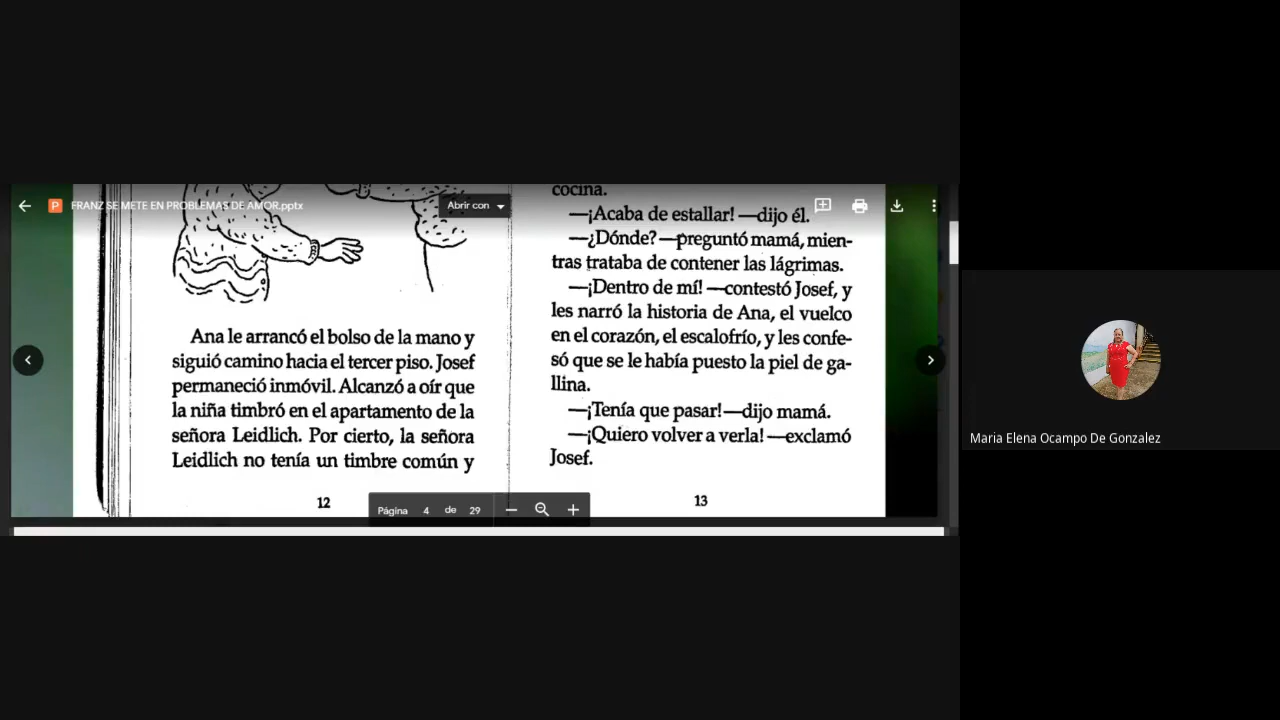 FRANZ SE METE EN PROBLEMAS DE AMOR.pptx
Abrir con
Ana le arrancó el bolso de la mano y
siguió camino hacia el tercer piso. Josef
permaneció inmóvil. Alcanzó a oír que
la niña timbró en el apartamento de la
señora Leidlich. Por cierto, la señora
Leidlich no tenía un timbre común y
12
cocina.
—¡Acaba de estallar! —dijo él.
—¿Dónde? —preguntó mamá, mien-
tras trataba de contener las lágrimas.
—¡Dentro de mí! —contestó Josef, y
les narró la historia de Ana, el vuelco
en el corazón, el escalofrío, y les confe-
só que se le había puesto la piel de ga-
llina.
—¡Tenía que pasar! —dijo mamá.
—¡Quiero volver a verla! —exclamó
Josef.
13
Página 4 de 29
Maria Elena Ocampo De Gonzalez